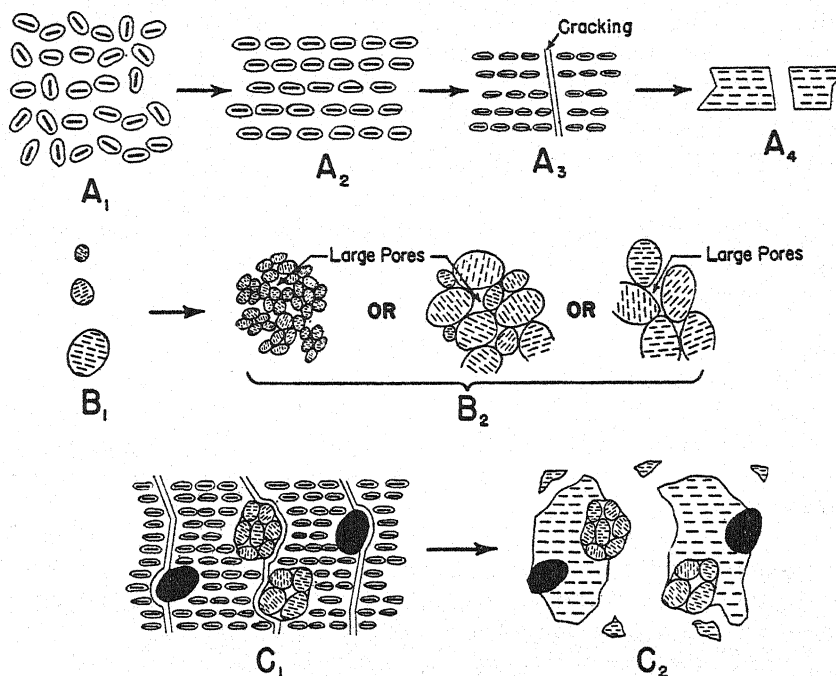 Cracking
A₁
A₂
A₃
A₄
Large Pores
Large Pores
OR
OR
B₁
B₂
C₁
C₂